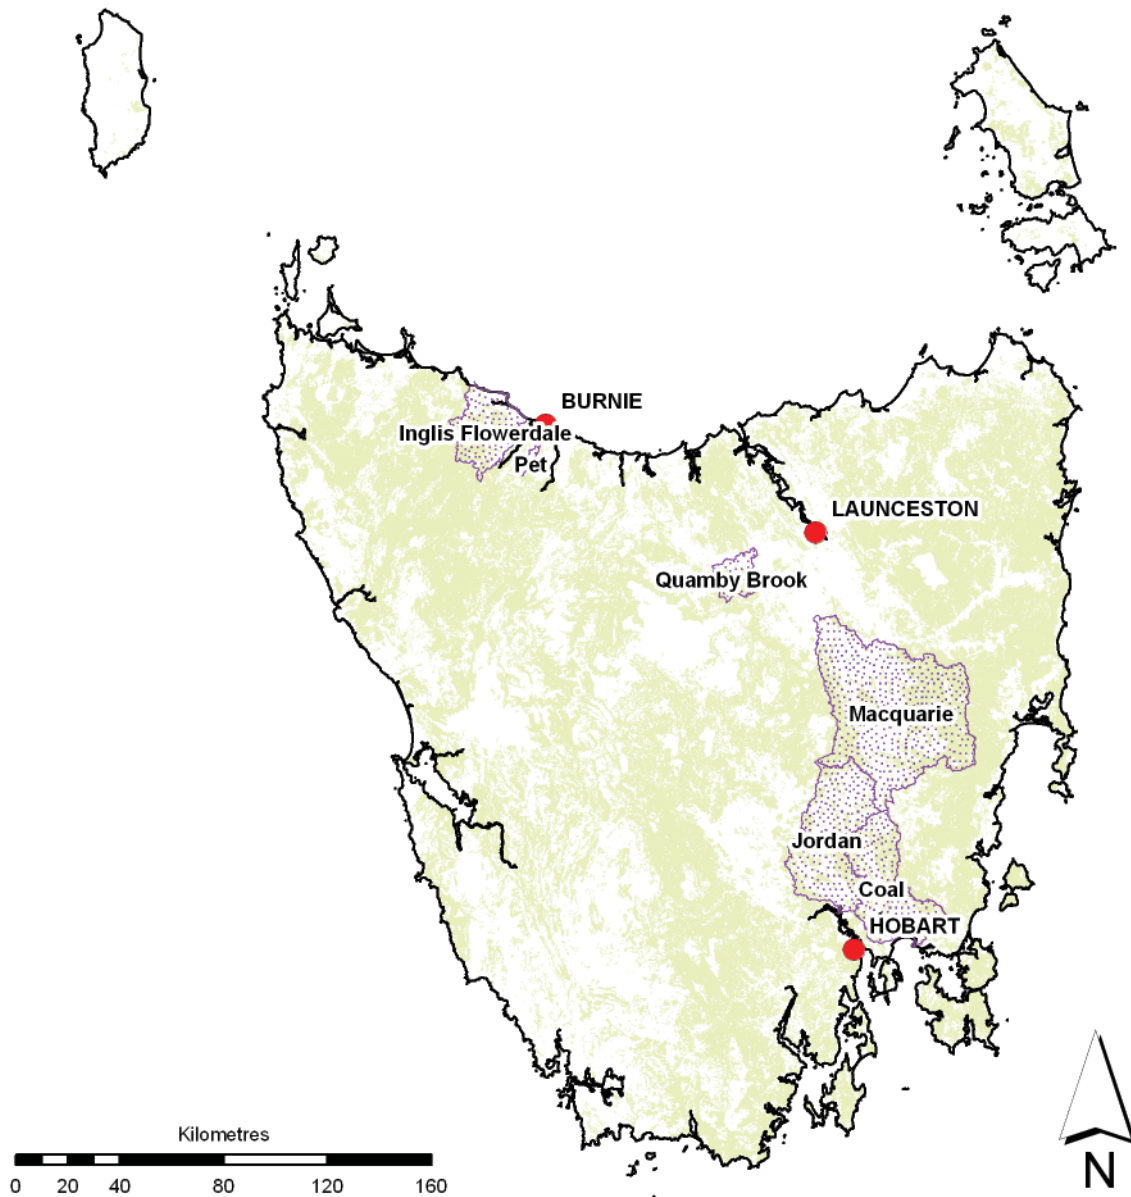 BURNIE
Inglis Flowerdale
Pet
LAUNCESTON
Quamby Brook
Macquarie
Jordan
Coal
HOBART
Kilometres
0 20 40 80 120 160
N